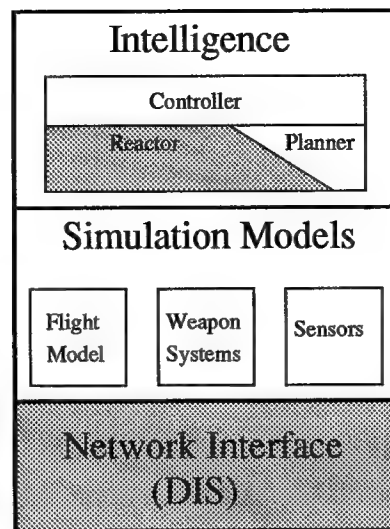 Intelligence
Controller
Reactor
Planner
Simulation Models
Flight
Model
Weapon
Systems
Sensors
Network Interface
(DIS)